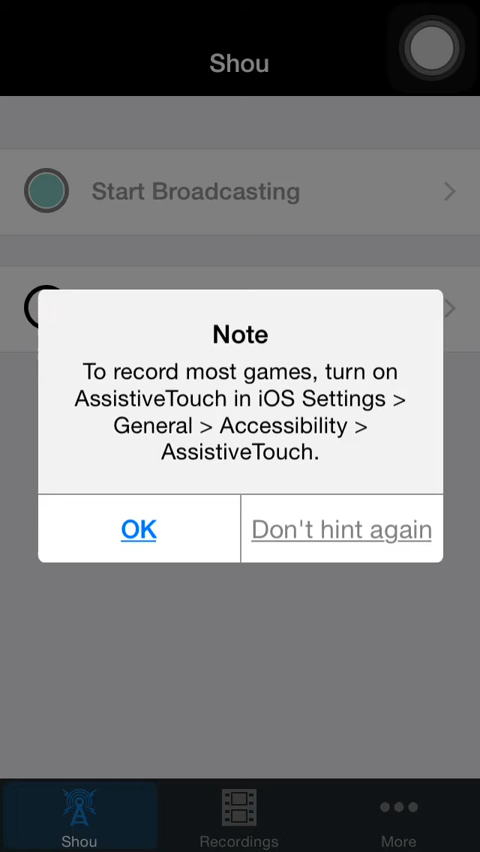 Shou
Start Broadcasting
Note
To record most games, turn on
AssistiveTouch in iOS Settings >
General > Accessibility >
AssistiveTouch.
OK
Don't hint again
Shou
Recordings
More